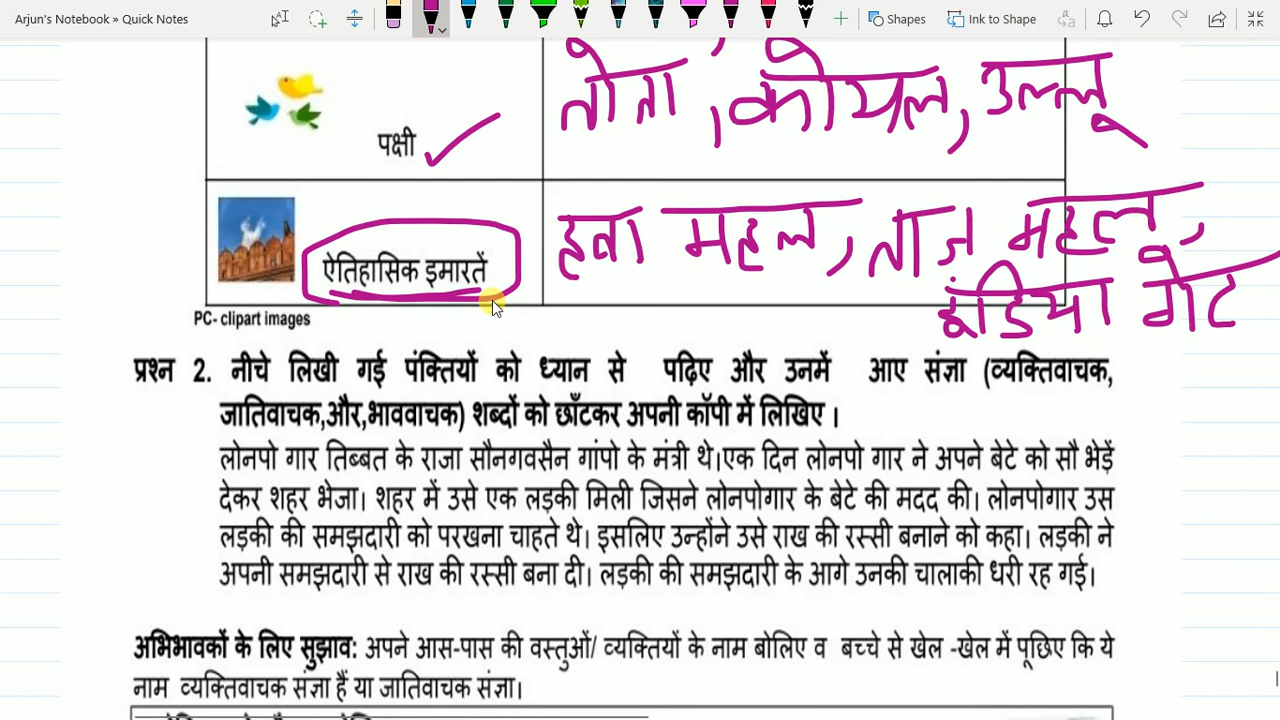 Arjun's Notebook » Quick Notes
Shapes
Ink to Shape
तोता, कोयल, उल्लू
पक्षी
हवा महल, ताज महल,
ऐतिहासिक इमारतें
इंडिया गेट
PC- clipart images
प्रश्न 2. नीचे लिखी गई पंक्तियों को ध्यान से पढ़िए और उनमें आए संज्ञा (व्यक्तिवाचक,
जातिवाचक,और,भाववाचक) शब्दों को छाँटकर अपनी कॉपी में लिखिए ।
लोनपो गार तिब्बत के राजा सौनगवसैन गांपो के मंत्री थे।एक दिन लोनपो गार ने अपने बेटे को सौ भेड़ें
देकर शहर भेजा। शहर में उसे एक लड़की मिली जिसने लोनपोगार के बेटे की मदद की। लोनपोगार उस
लड़की की समझदारी को परखना चाहते थे। इसलिए उन्होंने उसे राख की रस्सी बनाने को कहा। लड़की ने
अपनी समझदारी से राख की रस्सी बना दी। लड़की की समझदारी के आगे उनकी चालाकी धरी रह गई।
अभिभावकों के लिए सुझाव: अपने आस-पास की वस्तुओं/ व्यक्तियों के नाम बोलिए व बच्चे से खेल -खेल में पूछिए कि ये
नाम व्यक्तिवाचक संज्ञा हैं या जातिवाचक संज्ञा।